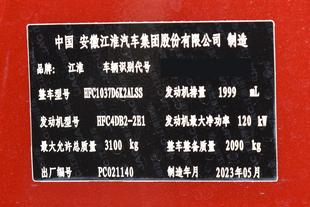 中国 安徽江淮汽车集团股份有限公司 制造
品牌：江淮 车辆识别代号
整车型号 HFC1037D6K2ALSS 发动机排量 1999 mL
发动机型号 HFC4DB2-2E1 发动机最大净功率 120 kW
最大允许总质量 3100 kg 整车整备质量 2090 kg
出厂编号 PC021140 制造年月 2023年05月